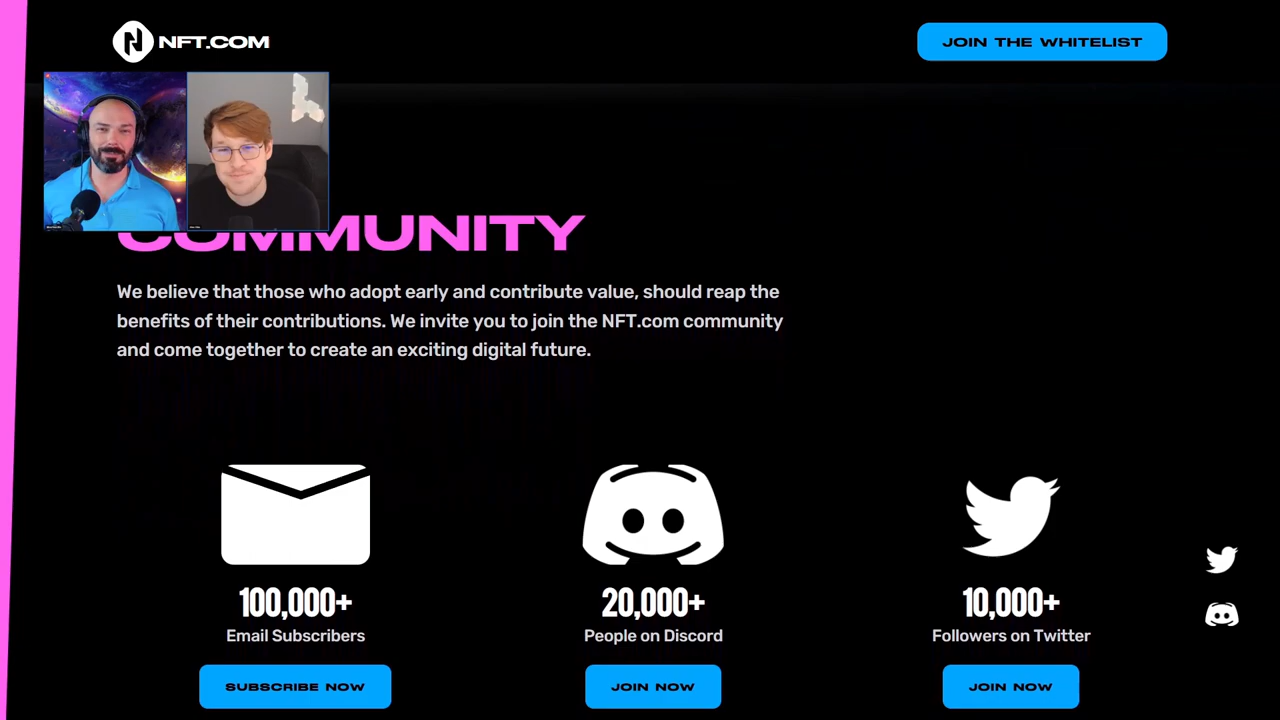 NFT.COM
JOIN THE WHITELIST
COMMUNITY
We believe that those who adopt early and contribute value, should reap the
benefits of their contributions. We invite you to join the NFT.com community
and come together to create an exciting digital future.
100,000+
Email Subscribers
SUBSCRIBE NOW
20,000+
People on Discord
JOIN NOW
10,000+
Followers on Twitter
JOIN NOW